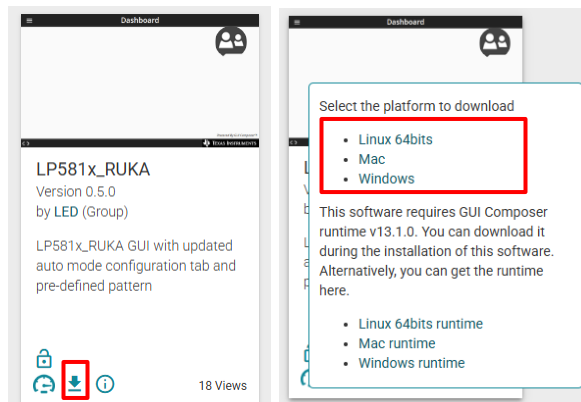 Dashboard
TEXAS INSTRUMENTS
LP581x_RUKA
Version 0.5.0
by LED (Group)
LP581x_RUKA GUI with updated
auto mode configuration tab and
pre-defined pattern
18 Views
Dashboard
Select the platform to download
Linux 64bits
Mac
Windows
This software requires GUI Composer
runtime v13.1.0. You can download it
during the installation of this software.
Alternatively, you can get the runtime
here.
Linux 64bits runtime
Mac runtime
Windows runtime